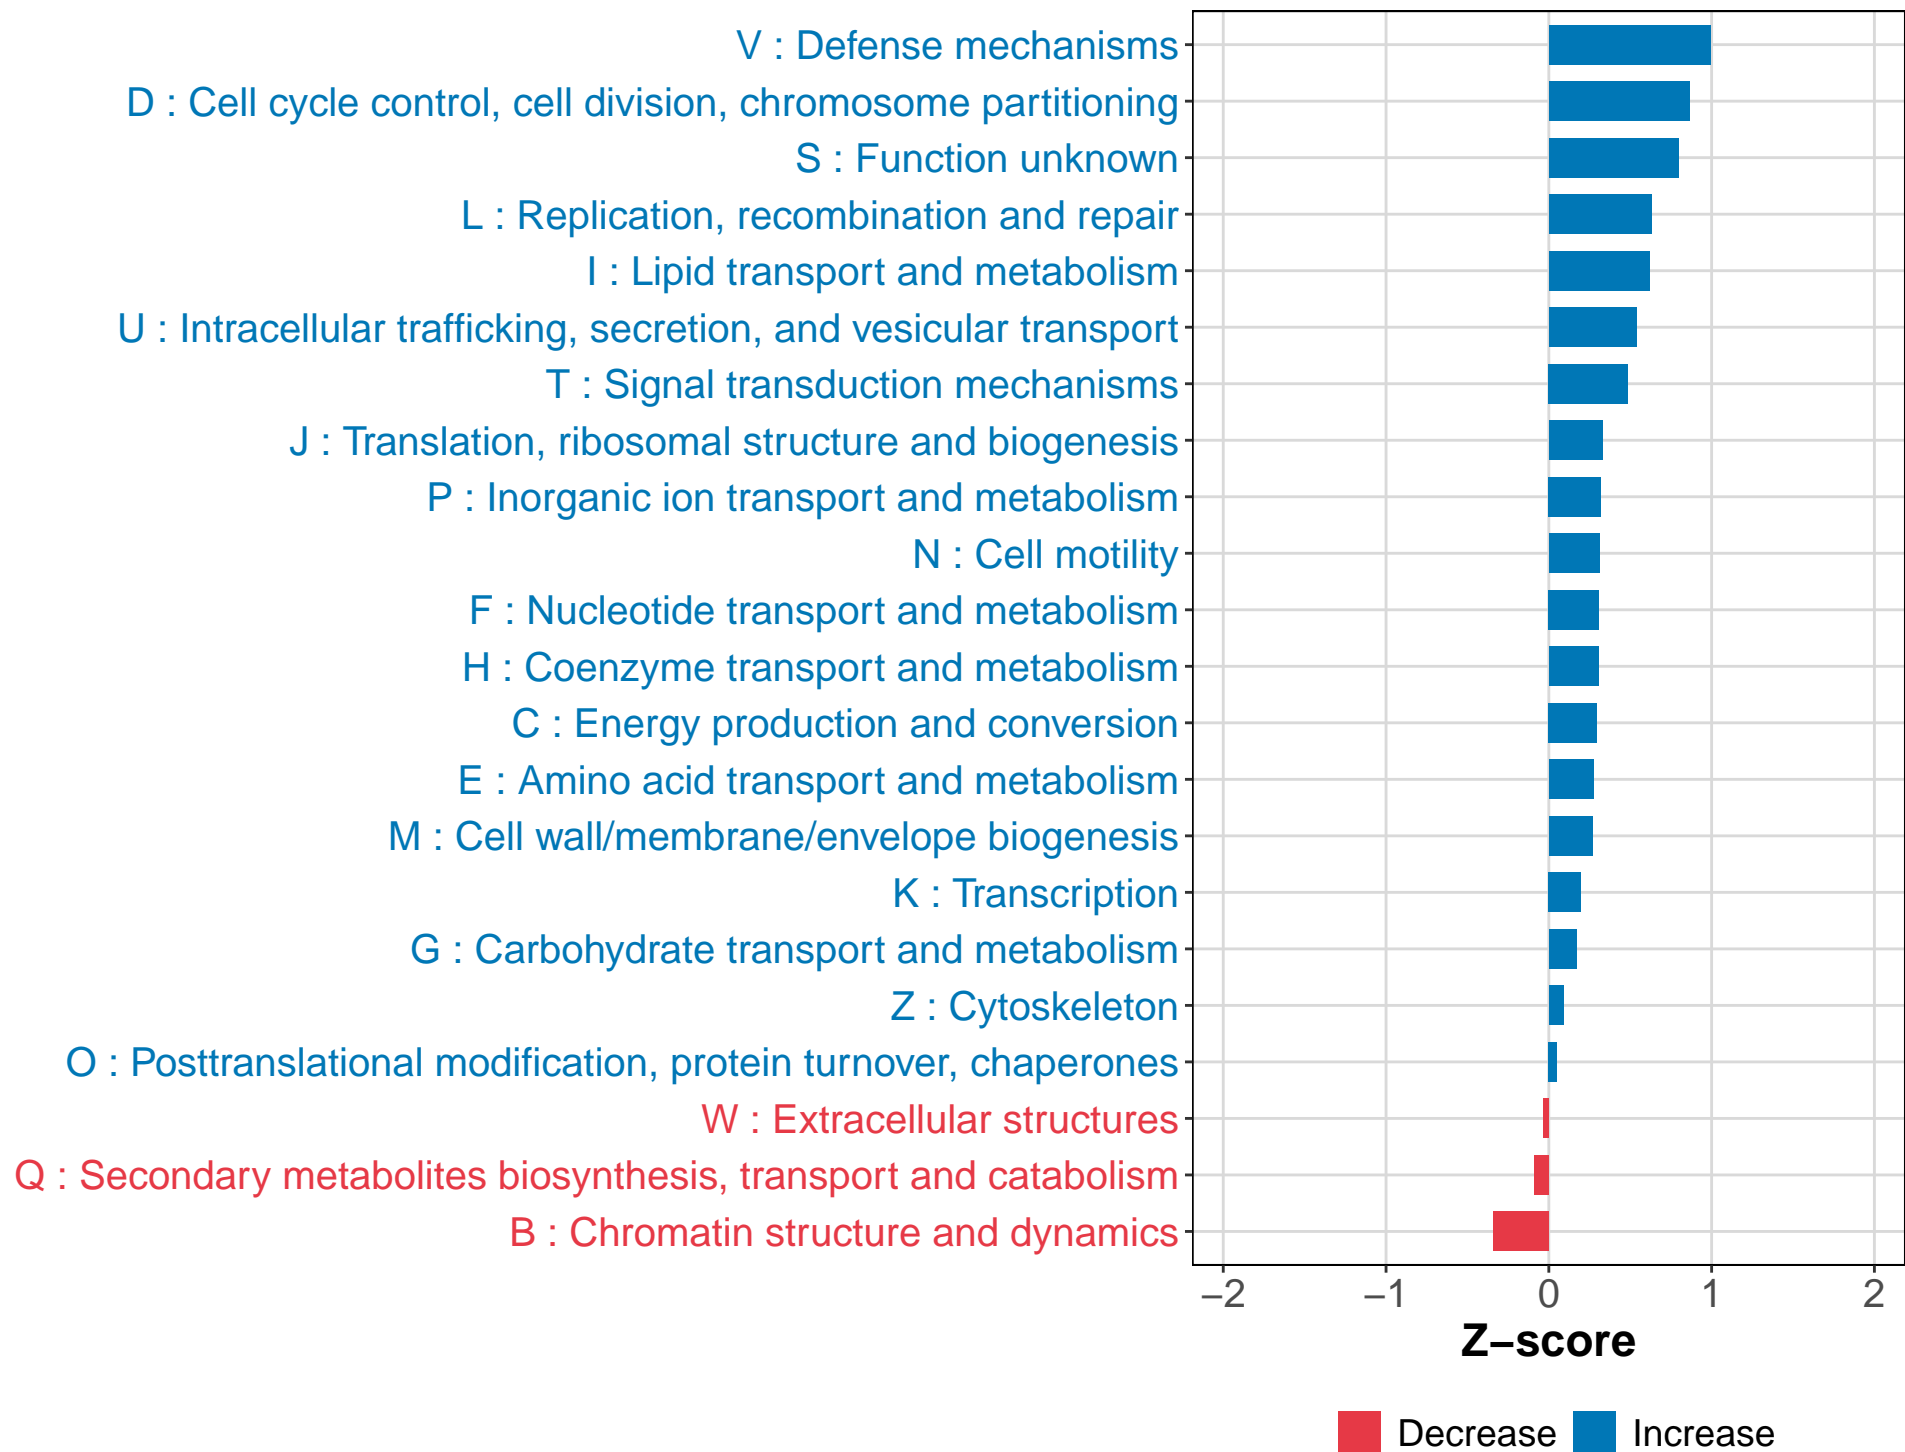 V : Defense mechanisms
D : Cell cycle control, cell division, chromosome partitioning
S : Function unknown
L : Replication, recombination and repair
I : Lipid transport and metabolism
U : Intracellular trafficking, secretion, and vesicular transport
T : Signal transduction mechanisms
J : Translation, ribosomal structure and biogenesis
P : Inorganic ion transport and metabolism
N : Cell motility
F : Nucleotide transport and metabolism
H : Coenzyme transport and metabolism
C : Energy production and conversion
E : Amino acid transport and metabolism
M : Cell wall/membrane/envelope biogenesis
K : Transcription
G : Carbohydrate transport and metabolism
Z : Cytoskeleton
O : Posttranslational modification, protein turnover, chaperones
W : Extracellular structures
Q : Secondary metabolites biosynthesis, transport and catabolism
B : Chromatin structure and dynamics
−2 −1 0 1 2
Z−score
Decrease Increase